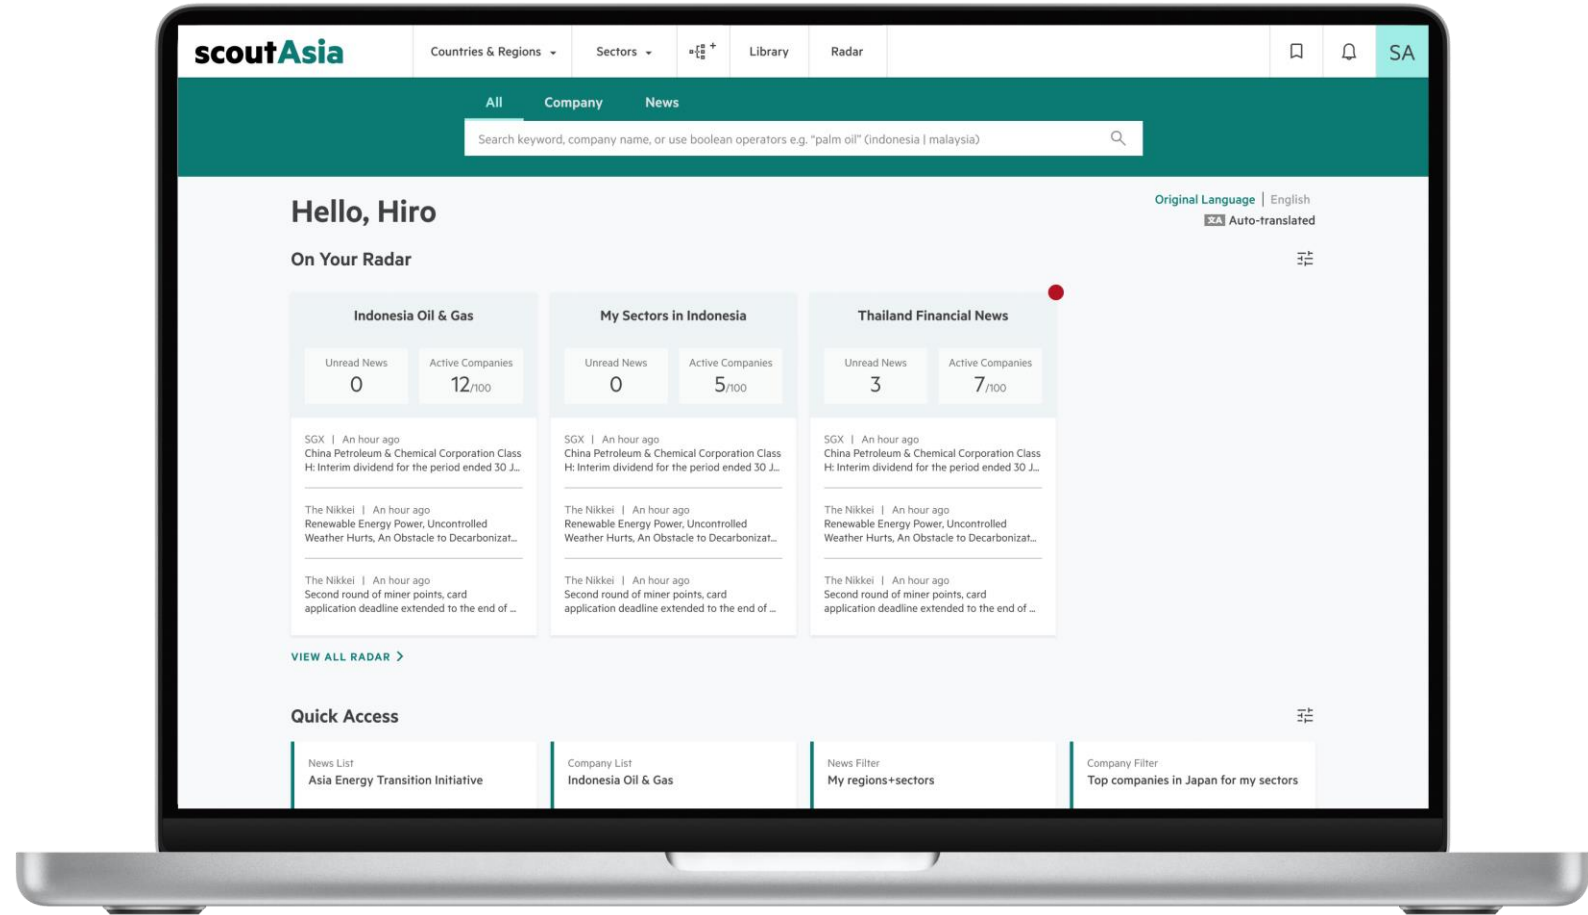 scoutAsia
Countries & Regions
Sectors
Library
Radar
SA
All
Company
News
Search keyword, company name, or use boolean operators e.g. "palm oil" (indonesia | malaysia)
Hello, Hiro
Original Language | English
文A Auto-translated
On Your Radar
Indonesia Oil & Gas
Unread News
0
Active Companies
12/100
SGX | An hour ago
China Petroleum & Chemical Corporation Class
H: Interim dividend for the period ended 30 J...
The Nikkei | An hour ago
Renewable Energy Power, Uncontrolled
Weather Hurts, An Obstacle to Decarbonizat...
The Nikkei | An hour ago
Second round of miner points, card
application deadline extended to the end of ...
My Sectors in Indonesia
Unread News
0
Active Companies
5/100
SGX | An hour ago
China Petroleum & Chemical Corporation Class
H: Interim dividend for the period ended 30 J...
The Nikkei | An hour ago
Renewable Energy Power, Uncontrolled
Weather Hurts, An Obstacle to Decarbonizat...
The Nikkei | An hour ago
Second round of miner points, card
application deadline extended to the end of ...
Thailand Financial News
Unread News
3
Active Companies
7/100
SGX | An hour ago
China Petroleum & Chemical Corporation Class
H: Interim dividend for the period ended 30 J...
The Nikkei | An hour ago
Renewable Energy Power, Uncontrolled
Weather Hurts, An Obstacle to Decarbonizat...
The Nikkei | An hour ago
Second round of miner points, card
application deadline extended to the end of ...
VIEW ALL RADAR
Quick Access
News List
Asia Energy Transition Initiative
Company List
Indonesia Oil & Gas
News Filter
My regions+sectors
Company Filter
Top companies in Japan for my sectors